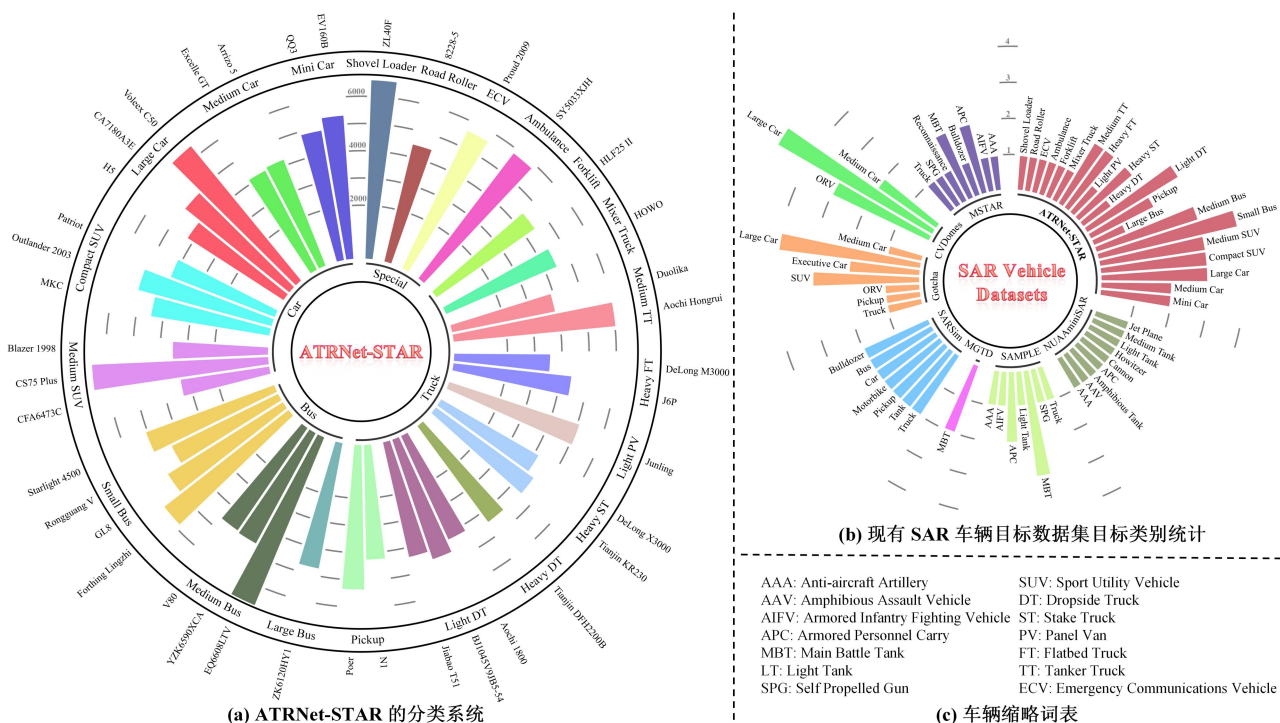 EV160B
ZL40F
8228-5
Proud 2009
SY5033XJH
HLF25 II
HOWO
Duolika
Aochi Hongrui
DeLong M3000
J6P
Junling
DeLong X3000
Tianjin KR230
Tianjin DFH2200B
Aochi 1800
BJ1045V9JB5-54
Jiabao T51
N1
Poer
ZK6120HY1
EQ6608LTV
YZK6590XCA
V80
Forthing Lingzhi
GL8
Rongguang V
Starlight 4500
CFA6473C
CS75 Plus
Blazer 1998
MKC
Outlander 2003
Patriot
H5
CA7180A3E
Voleex C50
Excelle GT
Arrizo 5
QQ3
Mini Car
Shovel Loader
Road Roller
ECV
Ambulance
Forklift
Mixer Truck
Medium TT
Heavy FT
Light PV
Heavy ST
Heavy DT
Light DT
Pickup
Large Bus
Medium Bus
Small Bus
Medium SUV
Compact SUV
Large Car
Medium Car
6000
4000
2000
Special
Truck
Bus
Car
ATRNet-STAR
(a) ATRNet-STAR 的分类系统
4
3
2
1
Large Car
Medium Car
ORV
CVDomes
Truck
SPG
Reconnaissance
MBT
Bulldozer
APC
AIFV
AAA
MSTAR
Shovel Loader
Road Roller
ECV
Ambulance
Forklift
Mixer Truck
Medium TT
Heavy FT
Light PV
Heavy ST
Heavy DT
Light DT
Pickup
Large Bus
Medium Bus
Small Bus
Medium SUV
Compact SUV
Large Car
Medium Car
Mini Car
ATRNet-STAR
Jet Plane
Medium Tank
Light Tank
Howitzer
Cannon
APC
Amphibious Tank
AAV
AAA
NUAAminiSAR
Truck
SPG
MBT
Light Tank
APC
AIFV
AAA
SAMPLE
MBT
MGTD
Truck
Tank
Pickup
Motorbike
Car
Bus
Bulldozer
SARSim
Truck
Pickup
ORV
SUV
Executive Car
Large Car
Medium Car
Gotcha
SAR Vehicle
Datasets
(b) 现有 SAR 车辆目标数据集目标类别统计
AAA: Anti-aircraft Artillery
AAV: Amphibious Assault Vehicle
AIFV: Armored Infantry Fighting Vehicle
APC: Armored Personnel Carry
MBT: Main Battle Tank
LT: Light Tank
SPG: Self Propelled Gun
SUV: Sport Utility Vehicle
DT: Dropside Truck
ST: Stake Truck
PV: Panel Van
FT: Flatbed Truck
TT: Tanker Truck
ECV: Emergency Communications Vehicle
(c) 车辆缩略词表